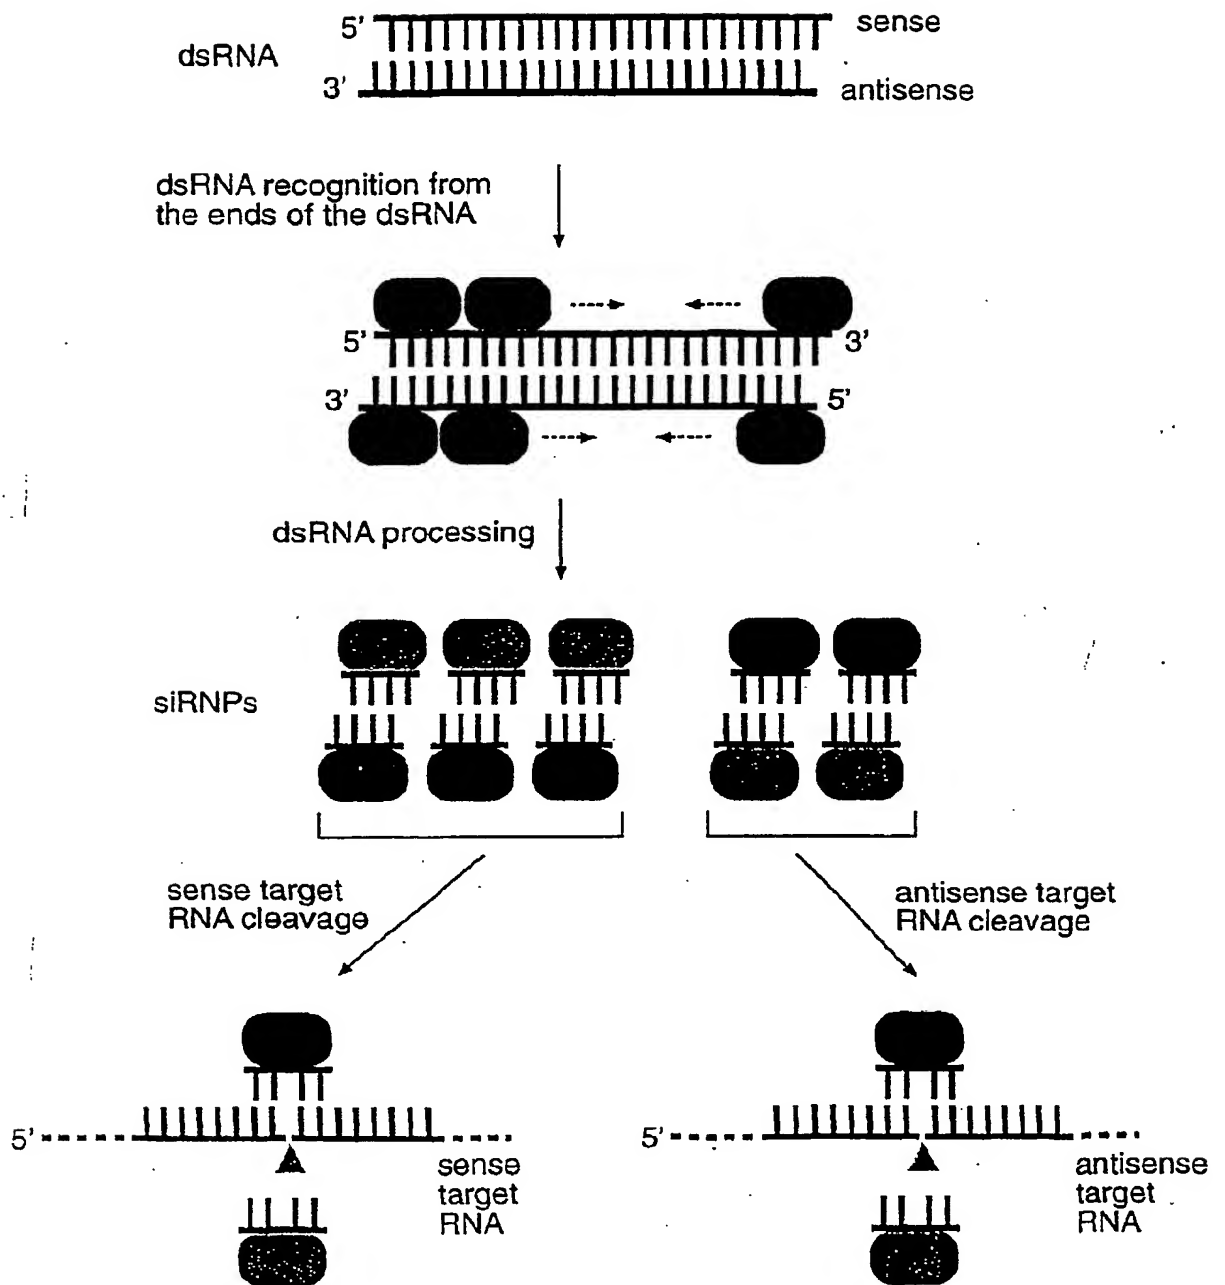 5' sense
dsRNA
3' antisense
dsRNA recognition from
the ends of the dsRNA
5' 3'
3' 5'
dsRNA processing
siRNPs
sense target
RNA cleavage
antisense target
RNA cleavage
5'
sense
target
RNA
5'
antisense
target
RNA